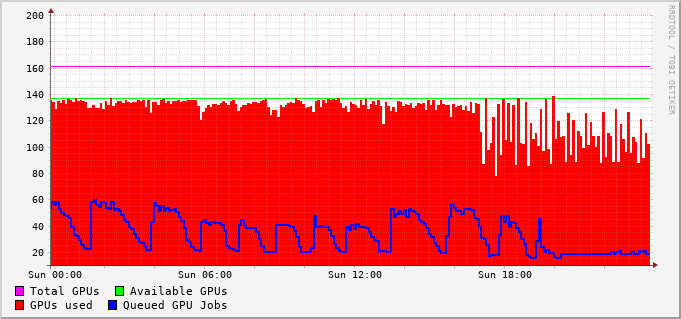 200
180
160
140
120
100
80
60
40
20
Sun 00:00 Sun 06:00 Sun 12:00 Sun 18:00
Total GPUs Available GPUs
GPUs used Queued GPU Jobs
RRDTOOL / TOBI OETIKER